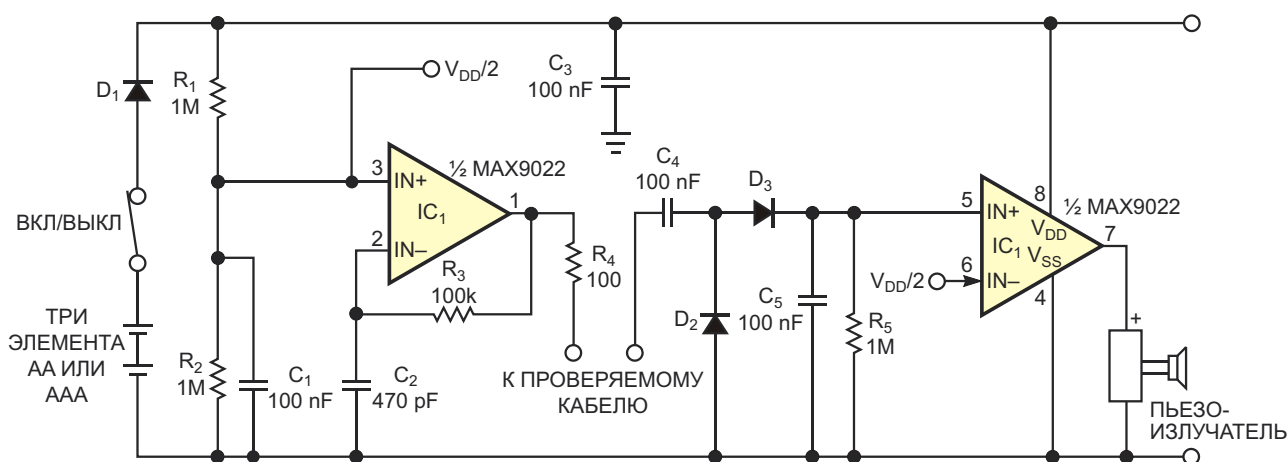 D1
R1
1M
VDD/2
C3
100 nF
3
IN+
½ MAX9022
IC1
1
2
IN–
R3
100k
R4
100
ВКЛ/ВЫКЛ
ТРИ
ЭЛЕМЕНТА
АА ИЛИ
ААА
R2
1M
C1
100 nF
C2
470 pF
К ПРОВЕРЯЕМОМУ
КАБЕЛЮ
C4
100 nF
D3
D2
C5
100 nF
R5
1M
5
IN+
8
½ MAX9022
VDD
IC1
VSS
7
VDD/2
6
IN–
4
+
ПЬЕЗО-
ИЗЛУЧАТЕЛЬ